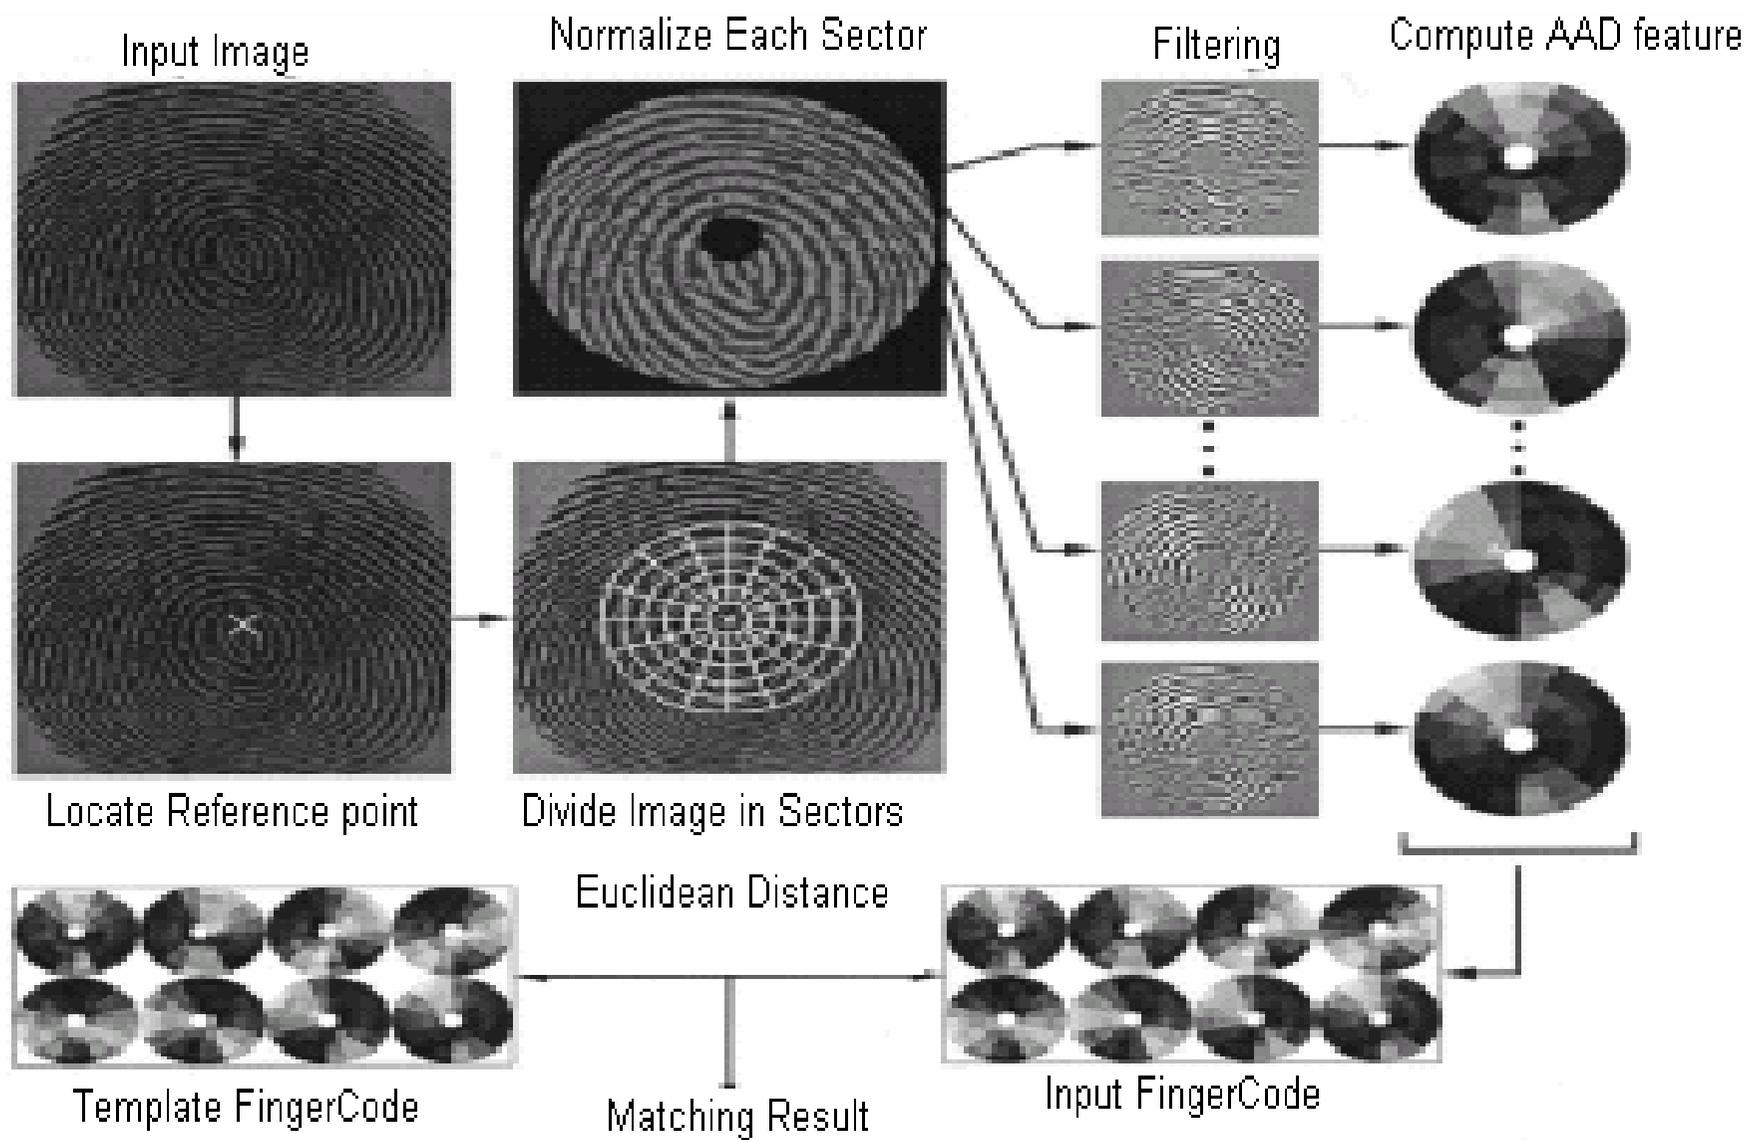 Input Image
Normalize Each Sector
Filtering
Compute AAD feature
Locate Reference point
Divide Image in Sectors
Euclidean Distance
Template FingerCode
Matching Result
Input FingerCode